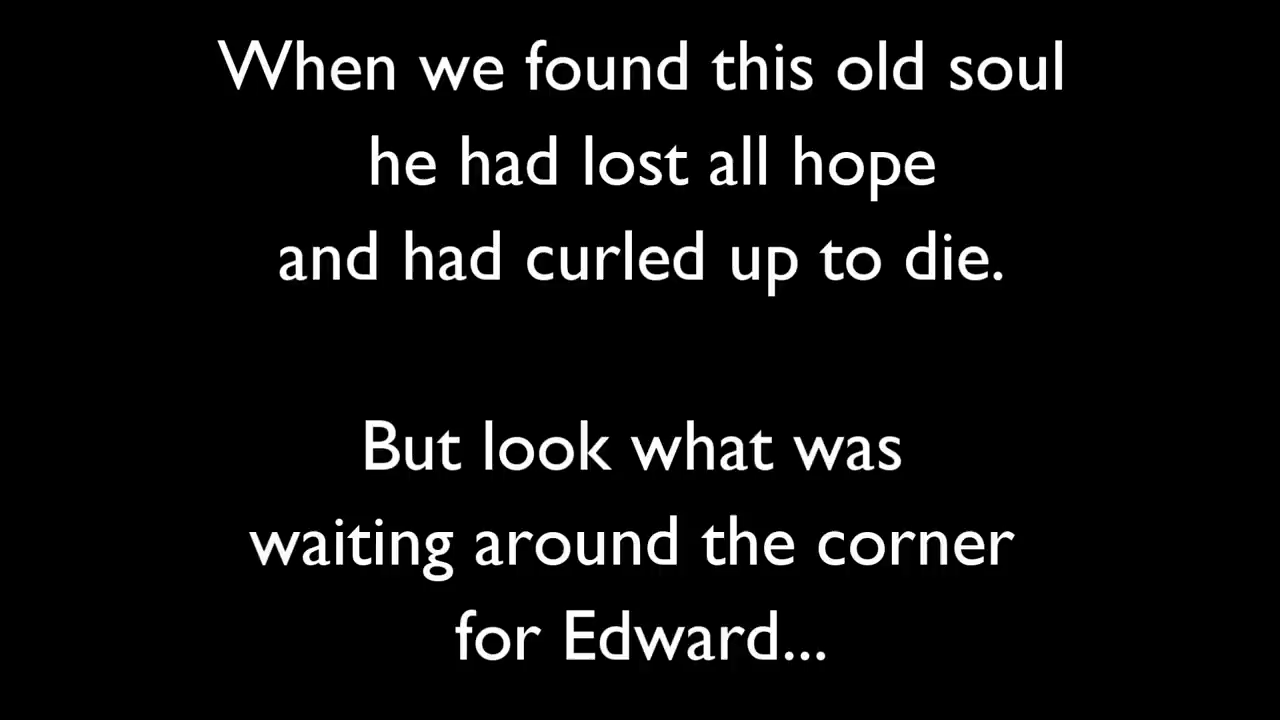 When we found this old soul
he had lost all hope
and had curled up to die.
But look what was
waiting around the corner
for Edward...